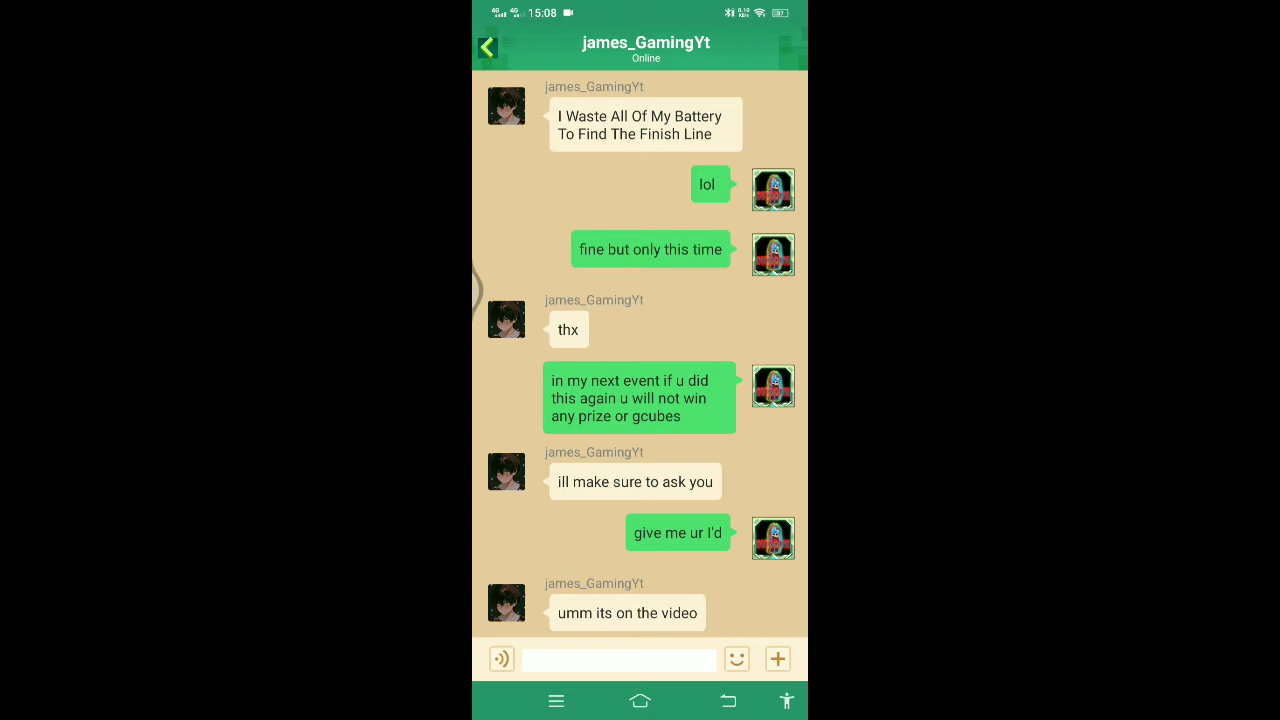 15:08
james_GamingYt
Online
james_GamingYt
I Waste All Of My Battery
To Find The Finish Line
lol
fine but only this time
james_GamingYt
thx
in my next event if u did
this again u will not win
any prize or gcubes
james_GamingYt
ill make sure to ask you
give me ur I'd
james_GamingYt
umm its on the video